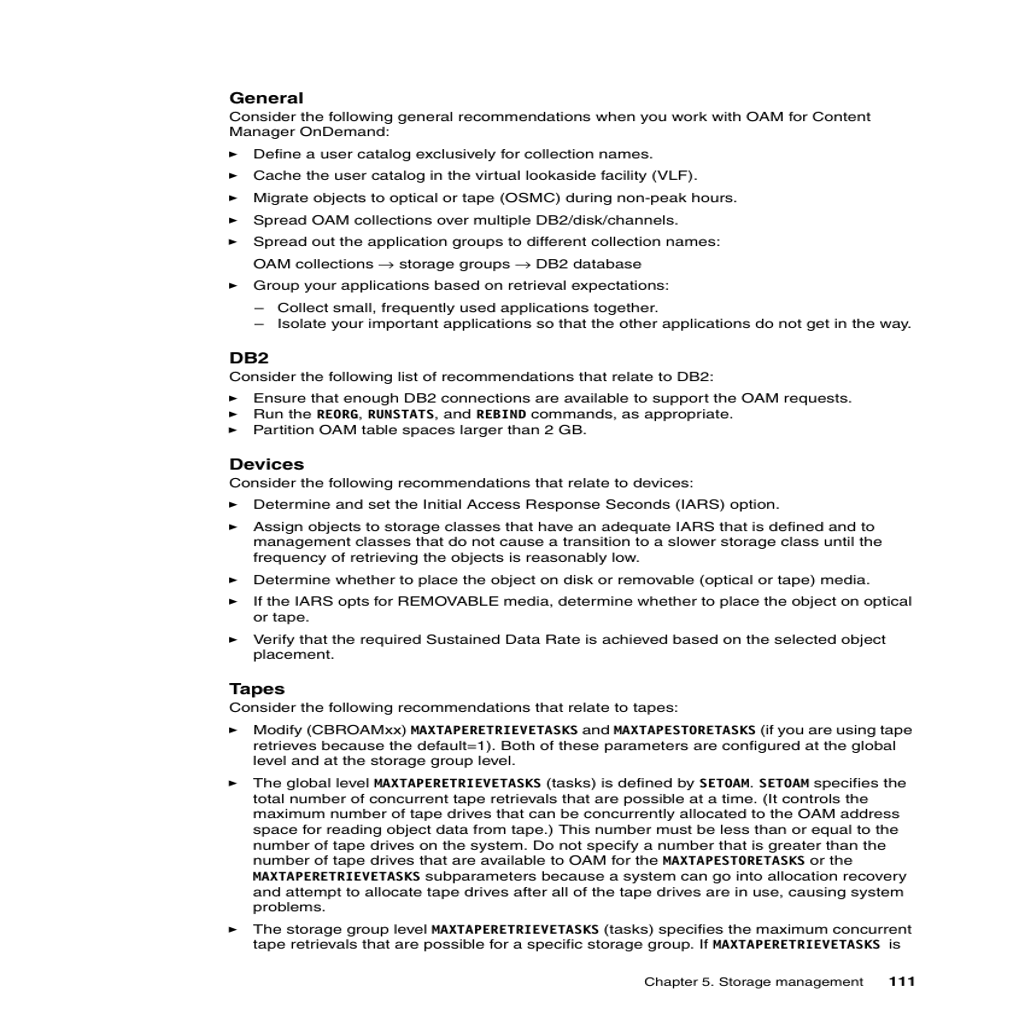 General
Consider the following general recommendations when you work with OAM for Content
Manager OnDemand:
► Define a user catalog exclusively for collection names.
► Cache the user catalog in the virtual lookaside facility (VLF).
► Migrate objects to optical or tape (OSMC) during non-peak hours.
► Spread OAM collections over multiple DB2/disk/channels.
► Spread out the application groups to different collection names:
OAM collections → storage groups → DB2 database
► Group your applications based on retrieval expectations:
– Collect small, frequently used applications together.
– Isolate your important applications so that the other applications do not get in the way.
DB2
Consider the following list of recommendations that relate to DB2:
► Ensure that enough DB2 connections are available to support the OAM requests.
► Run the REORG, RUNSTATS, and REBIND commands, as appropriate.
► Partition OAM table spaces larger than 2 GB.
Devices
Consider the following recommendations that relate to devices:
► Determine and set the Initial Access Response Seconds (IARS) option.
► Assign objects to storage classes that have an adequate IARS that is defined and to
management classes that do not cause a transition to a slower storage class until the
frequency of retrieving the objects is reasonably low.
► Determine whether to place the object on disk or removable (optical or tape) media.
► If the IARS opts for REMOVABLE media, determine whether to place the object on optical
or tape.
► Verify that the required Sustained Data Rate is achieved based on the selected object
placement.
Tapes
Consider the following recommendations that relate to tapes:
► Modify (CBROAMxx) MAXTAPERETRIEVETASKS and MAXTAPESTORETASKS (if you are using tape
retrieves because the default=1). Both of these parameters are configured at the global
level and at the storage group level.
► The global level MAXTAPERETRIEVETASKS (tasks) is defined by SETOAM. SETOAM specifies the
total number of concurrent tape retrievals that are possible at a time. (It controls the
maximum number of tape drives that can be concurrently allocated to the OAM address
space for reading object data from tape.) This number must be less than or equal to the
number of tape drives on the system. Do not specify a number that is greater than the
number of tape drives that are available to OAM for the MAXTAPESTORETASKS or the
MAXTAPERETRIEVETASKS subparameters because a system can go into allocation recovery
and attempt to allocate tape drives after all of the tape drives are in use, causing system
problems.
► The storage group level MAXTAPERETRIEVETASKS (tasks) specifies the maximum concurrent
tape retrievals that are possible for a specific storage group. If MAXTAPERETRIEVETASKS is
Chapter 5. Storage management 111